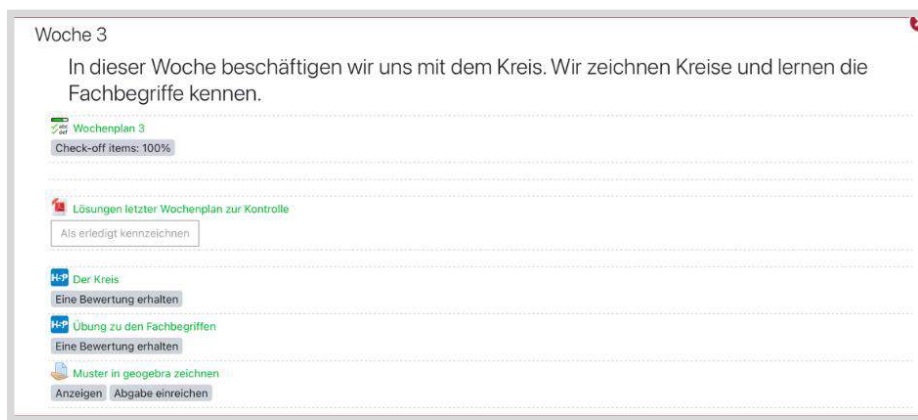 Woche 3
In dieser Woche beschäftigen wir uns mit dem Kreis. Wir zeichnen Kreise und lernen die
Fachbegriffe kennen.
Wochenplan 3
Check-off items: 100%
Lösungen letzter Wochenplan zur Kontrolle
Als erledigt kennzeichnen
H-P Der Kreis
Eine Bewertung erhalten
H-P Übung zu den Fachbegriffen
Eine Bewertung erhalten
Muster in geogebra zeichnen
Anzeigen Abgabe einreichen